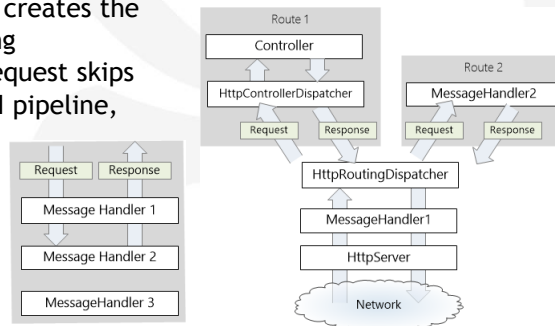 creates the
g
equest skips
d pipeline,
Request
Response
Message Handler 1
Message Handler 2
MessageHandler 3
Route 1
Controller
HttpControllerDispatcher
Request
Response
Route 2
MessageHandler2
Request
Response
HttpRoutingDispatcher
MessageHandler1
HttpServer
Network